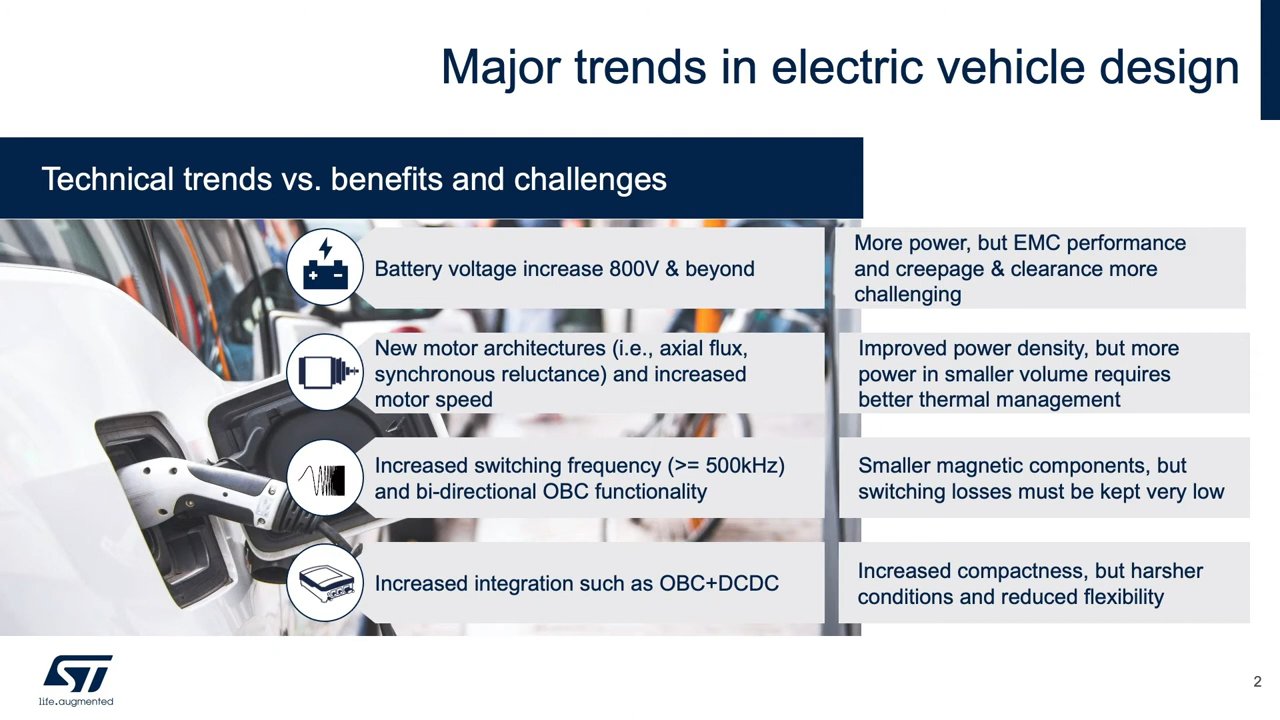 Major trends in electric vehicle design
Technical trends vs. benefits and challenges
Battery voltage increase 800V & beyond
More power, but EMC performance
and creepage & clearance more
challenging
New motor architectures (i.e., axial flux,
synchronous reluctance) and increased
motor speed
Improved power density, but more
power in smaller volume requires
better thermal management
Increased switching frequency (>= 500kHz)
and bi-directional OBC functionality
Smaller magnetic components, but
switching losses must be kept very low
Increased integration such as OBC+DCDC
Increased compactness, but harsher
conditions and reduced flexibility
ST
life.augmented
2